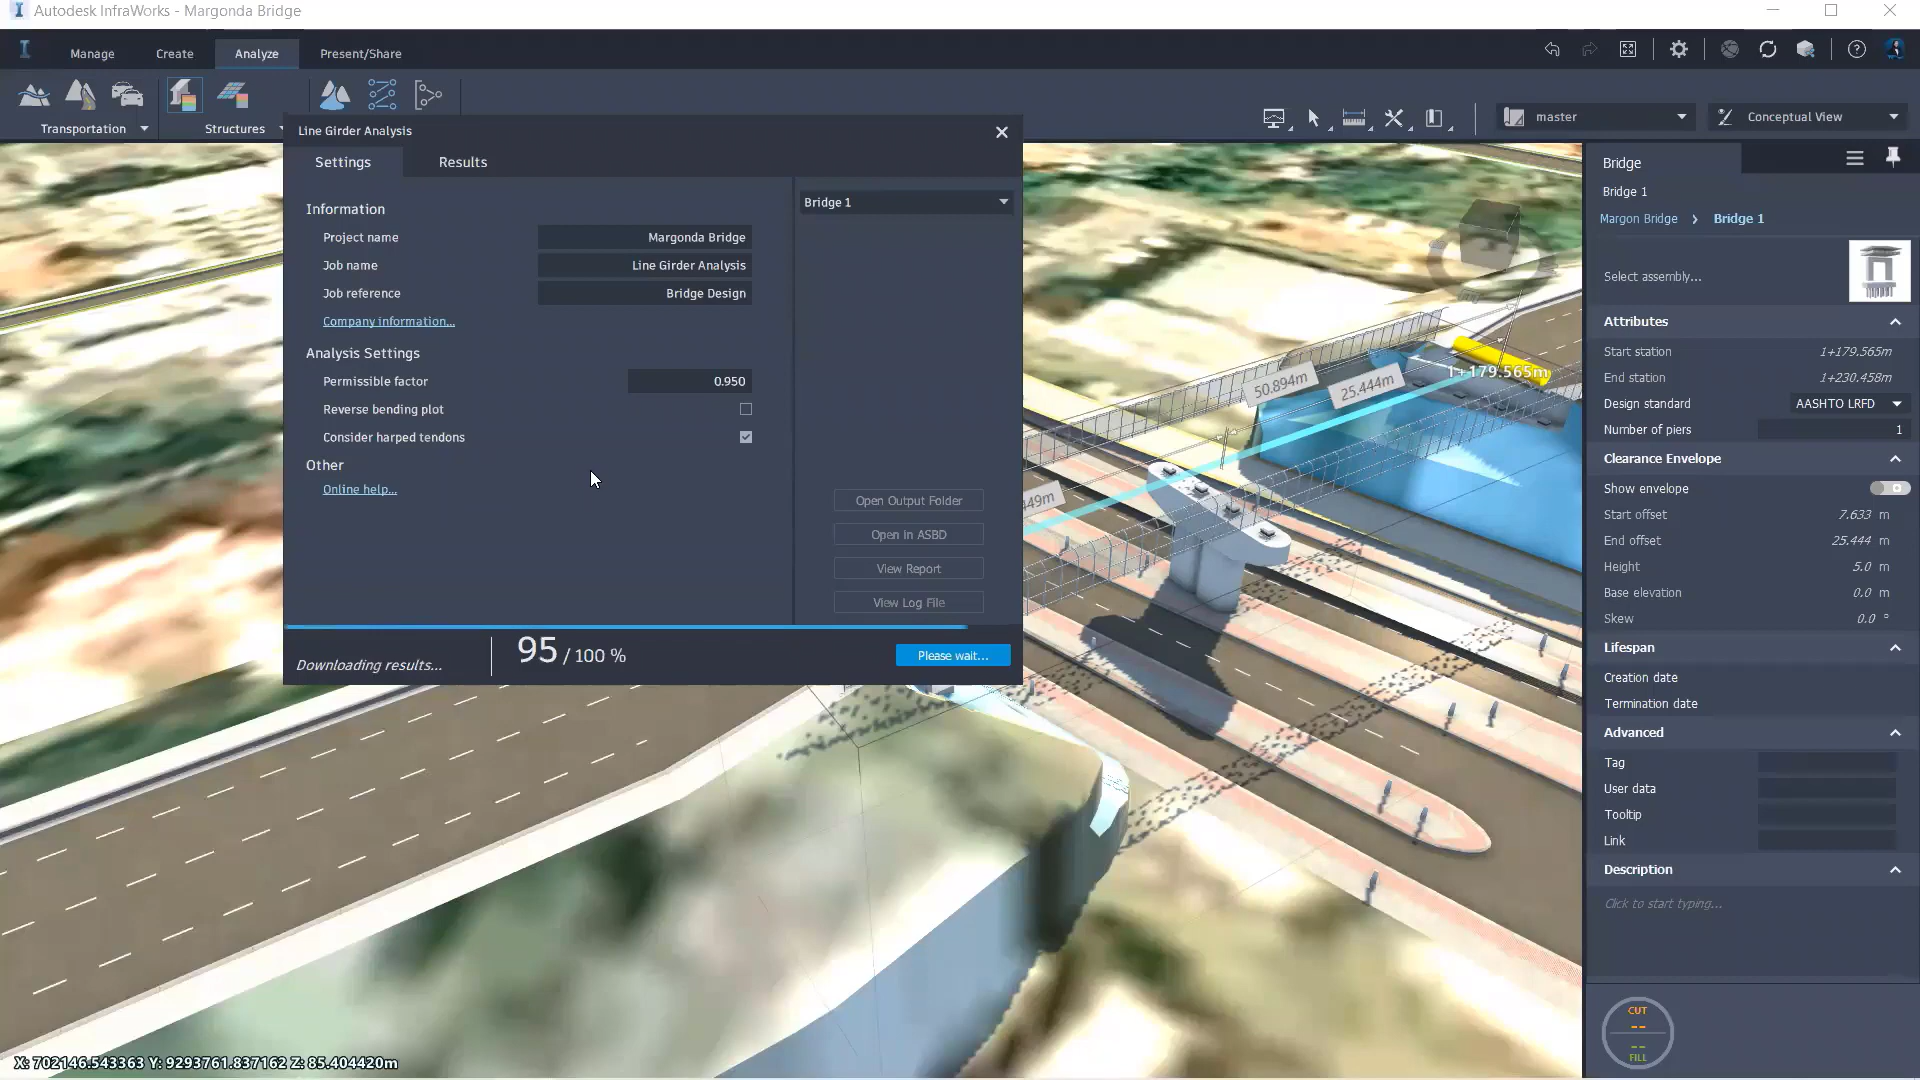 Autodesk InfraWorks - Margonda Bridge
Manage
Create
Analyze
Present/Share
Transportation
Structures
master
Conceptual View
Line Girder Analysis
Settings
Results
Information
Project name
Margonda Bridge
Job name
Line Girder Analysis
Job reference
Bridge Design
Company information...
Analysis Settings
Permissible factor
0.950
Reverse bending plot
Consider harped tendons
Other
Online help...
Bridge 1
Open Output Folder
Open in ASBD
View Report
View Log File
Downloading results...
95 / 100 %
Please wait...
50.894m
25.444m
1+179.565m
449m
Bridge
Bridge 1
Margon Bridge > Bridge 1
Select assembly...
Attributes
Start station
1+179.565m
End station
1+230.458m
Design standard
AASHTO LRFD
Number of piers
1
Clearance Envelope
Show envelope
Start offset
7.633 m
End offset
25.444 m
Height
5.0 m
Base elevation
0.0 m
Skew
0.0 °
Lifespan
Creation date
Termination date
Advanced
Tag
User data
Tooltip
Link
Description
Click to start typing...
CUT
--
--
FILL
X: 702146.543363 Y: 9293761.837162 Z: 85.404420m